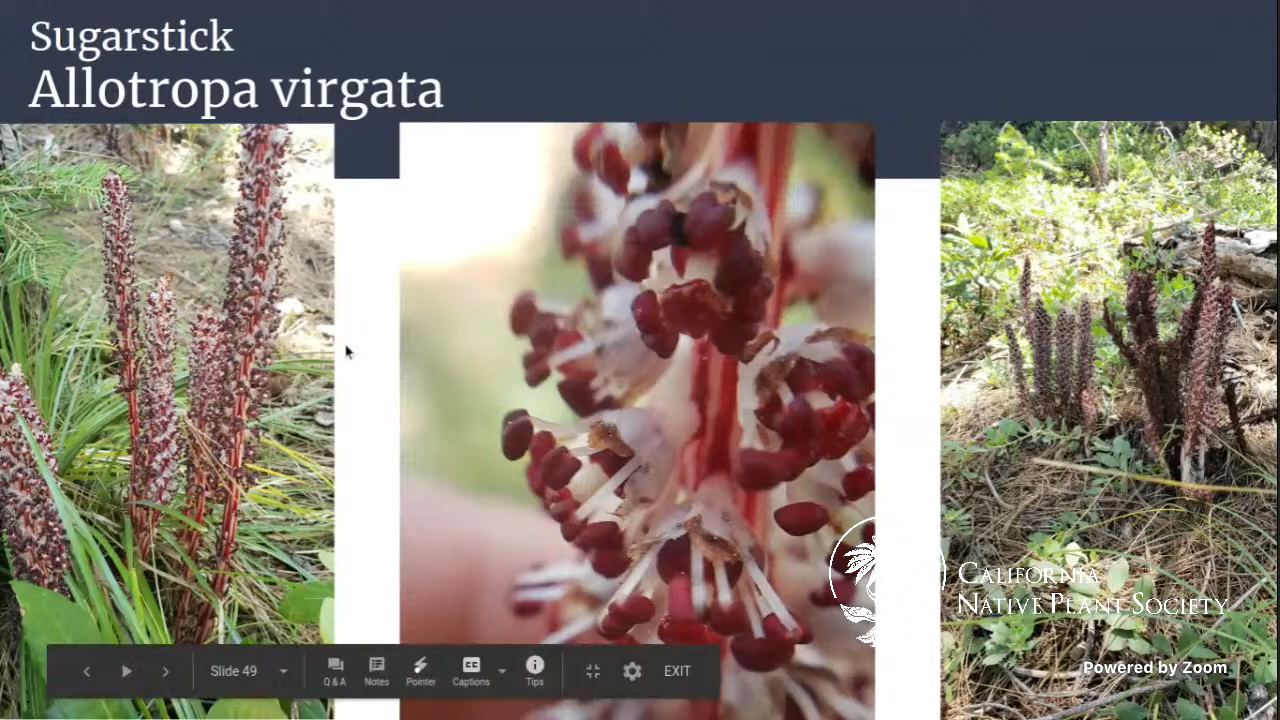 Sugarstick
Allotropa virgata
CALIFORNIA
NATIVE PLANT SOCIETY
Powered by Zoom
Slide 49
Q & A
Notes
Pointer
Captions
Tips
EXIT